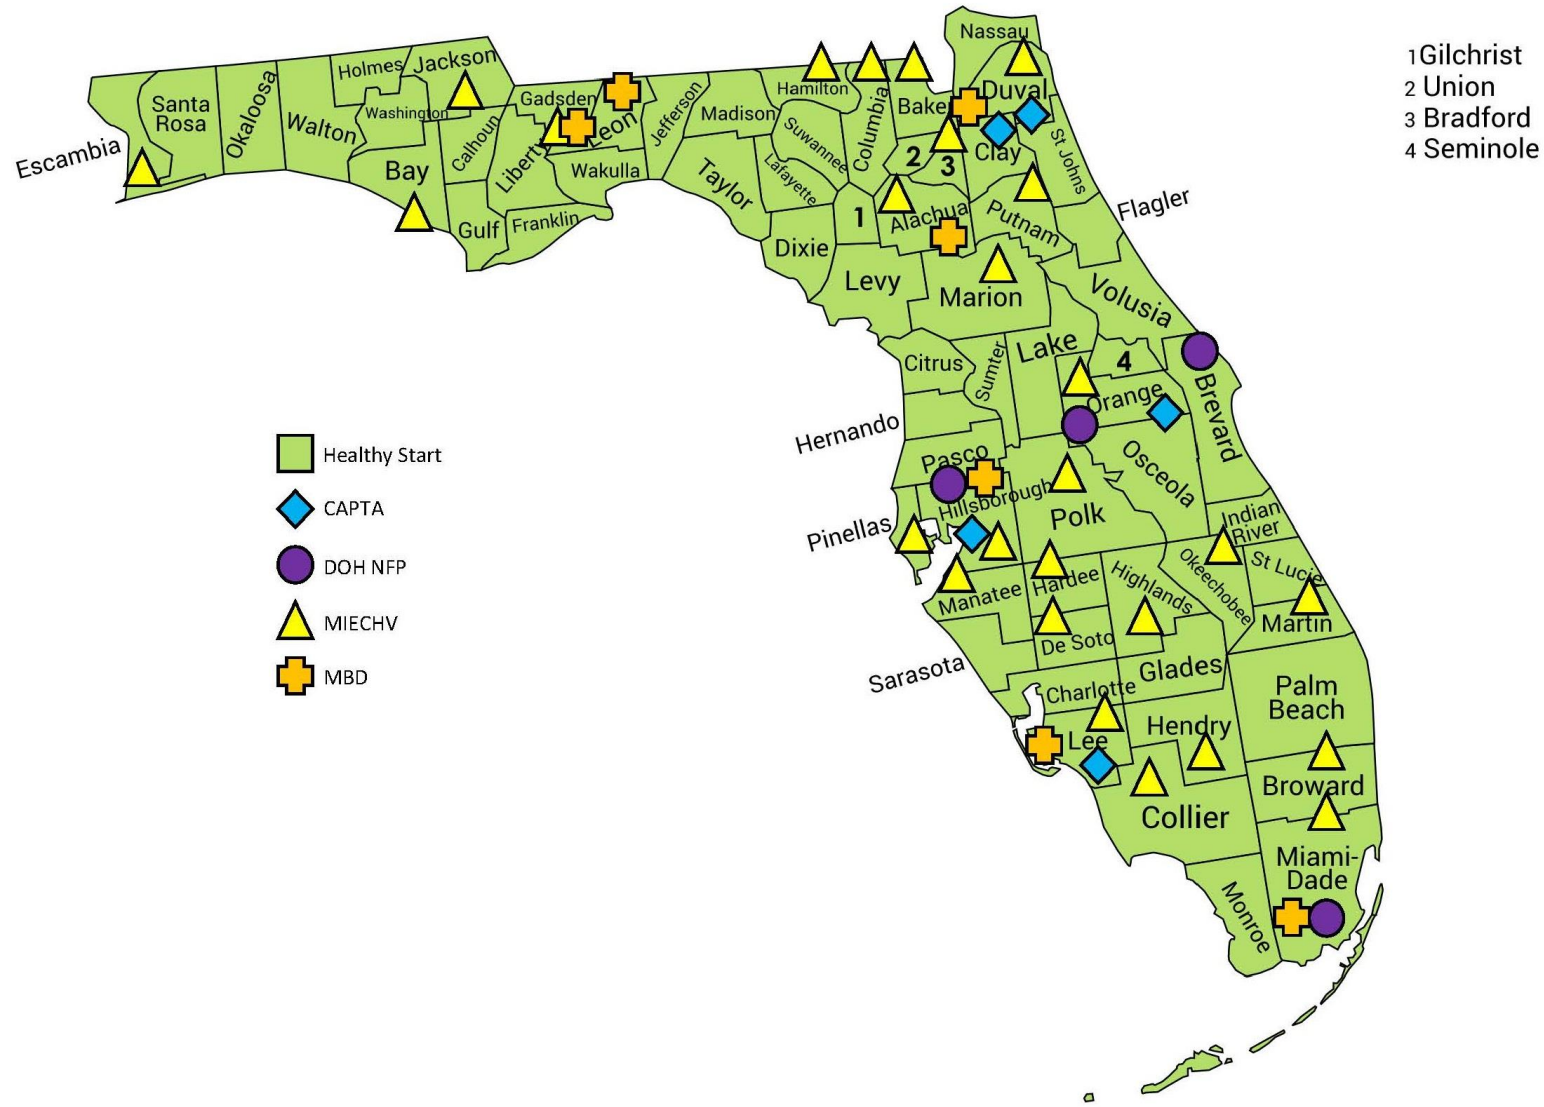 Nassau
1Gilchrist
2 Union
3 Bradford
4 Seminole
Holmes
Jackson
Hamilton
Duval
Santa
Rosa
Okaloosa
Walton
Washington
Gadsden
Leon
Jefferson
Madison
Columbia
Baker
Escambia
Calhoun
Liberty
Suwannee
Clay
St Johns
Bay
Wakulla
Taylor
Lafayette
2
3
Flagler
Gulf
Franklin
1
Alachua
Putnam
Dixie
Levy
Marion
Volusia
Citrus
Sumter
Lake
4
Orange
Brevard
Hernando
Pasco
Osceola
Healthy Start
Hillsborough
Polk
CAPTA
Pinellas
Indian
River
DOH NFP
Manatee
Hardee
Highlands
Okeechobee
St Lucie
MIECHV
De Soto
Martin
Sarasota
Glades
MBD
Charlotte
Palm
Beach
Lee
Hendry
Broward
Collier
Miami-
Dade
Monroe